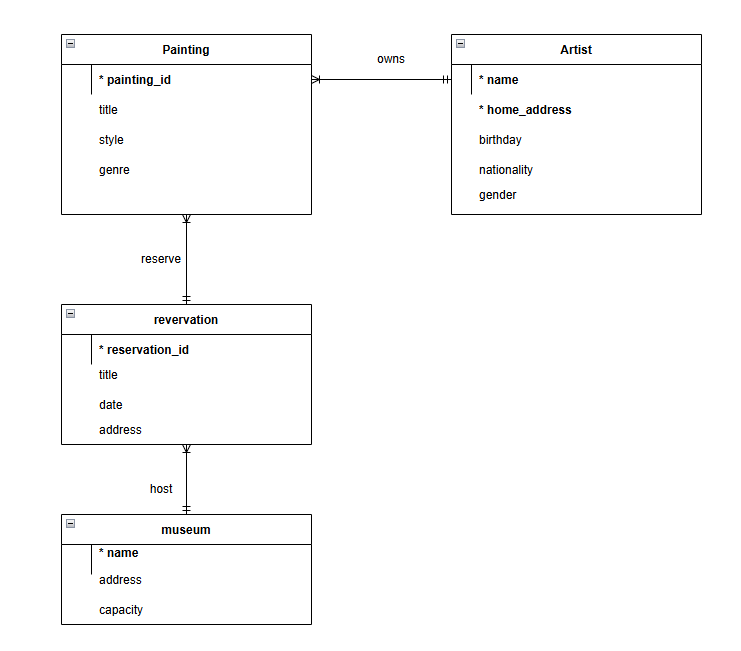 Painting
* painting_id
title
style
genre
owns
Artist
* name
* home_address
birthday
nationality
gender
reserve
revervation
* reservation_id
title
date
address
host
museum
* name
address
capacity